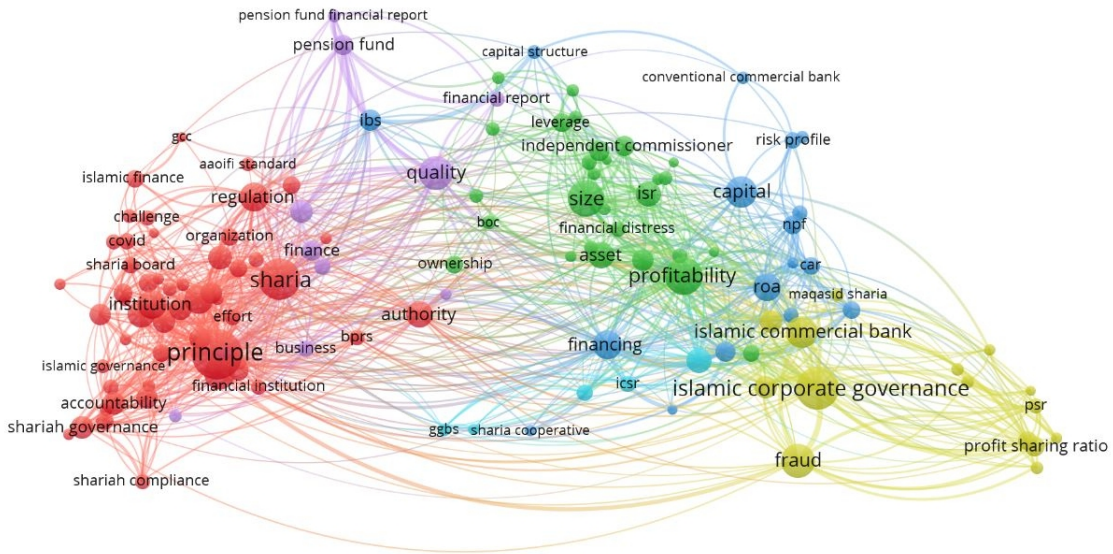 pension fund financial report
pension fund
capital structure
conventional commercial bank
financial report
ibs
leverage
gcc
independent commissioner
risk profile
aaoifi standard
islamic finance
quality
regulation
size
isr
capital
challenge
boc
npf
organization
financial distress
covid
finance
sharia board
ownership
asset
car
sharia
profitability
roa
maqasid sharia
institution
effort
authority
islamic commercial bank
principle
business
bprs
financing
islamic governance
financial institution
icsr
islamic corporate governance
accountability
psr
shariah governance
ggbs
sharia cooperative
profit sharing ratio
fraud
shariah compliance